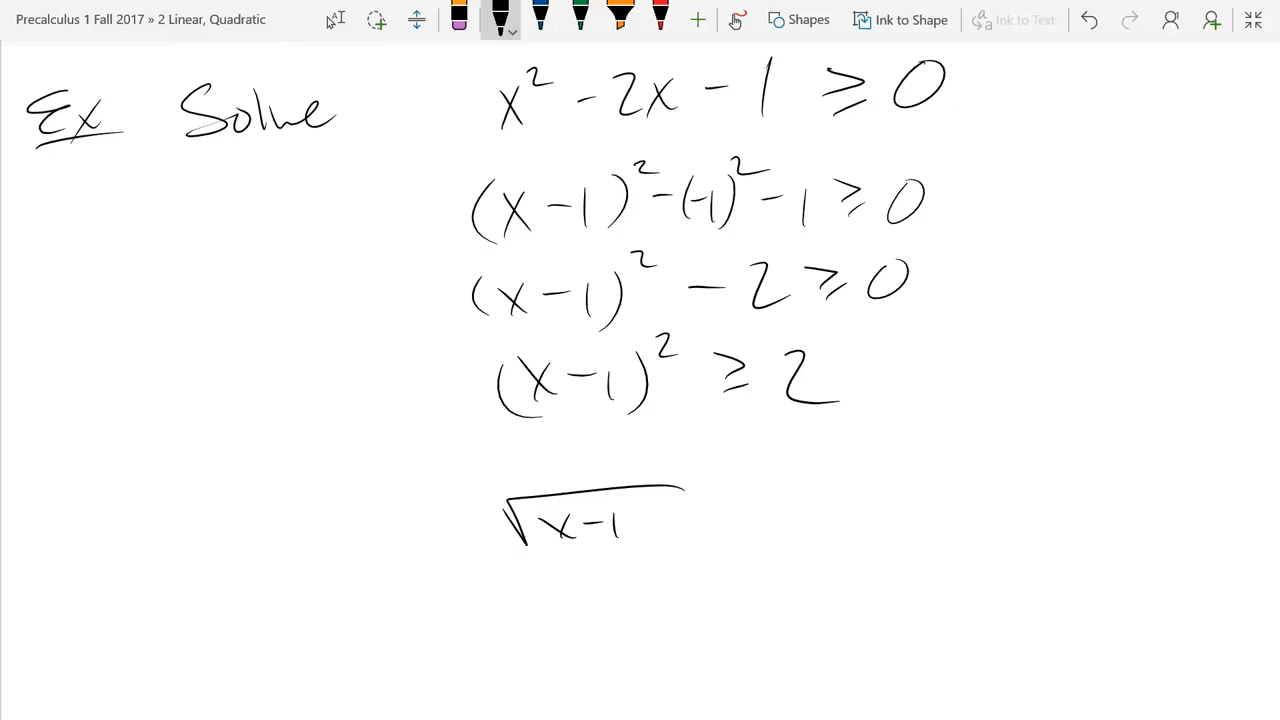 Precalculus 1 Fall 2017 » 2 Linear, Quadratic Shapes Ink to Shape Ink to Text
Ex Solve x² - 2x - 1 ≥ 0
(x - 1)² - (-1)² - 1 ≥ 0
(x - 1)² - 2 ≥ 0
(x - 1)² ≥ 2
√x - 1